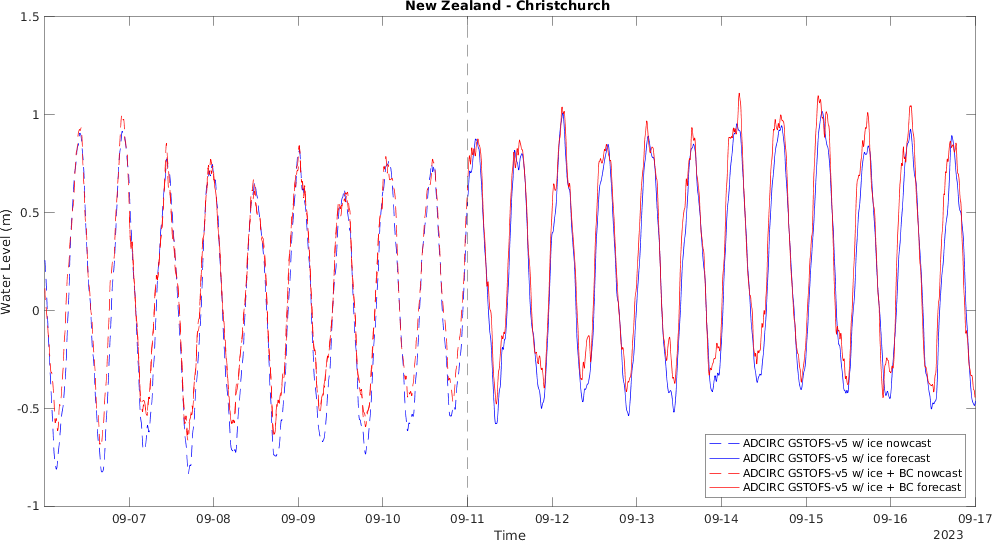 New Zealand - Christchurch
1.5
1
0.5
0
-0.5
-1
Water Level (m)
ADCIRC GSTOFS-v5 w/ ice nowcast
ADCIRC GSTOFS-v5 w/ ice forecast
ADCIRC GSTOFS-v5 w/ ice + BC nowcast
ADCIRC GSTOFS-v5 w/ ice + BC forecast
09-07 09-08 09-09 09-10 09-11 09-12 09-13 09-14 09-15 09-16 09-17
Time
2023